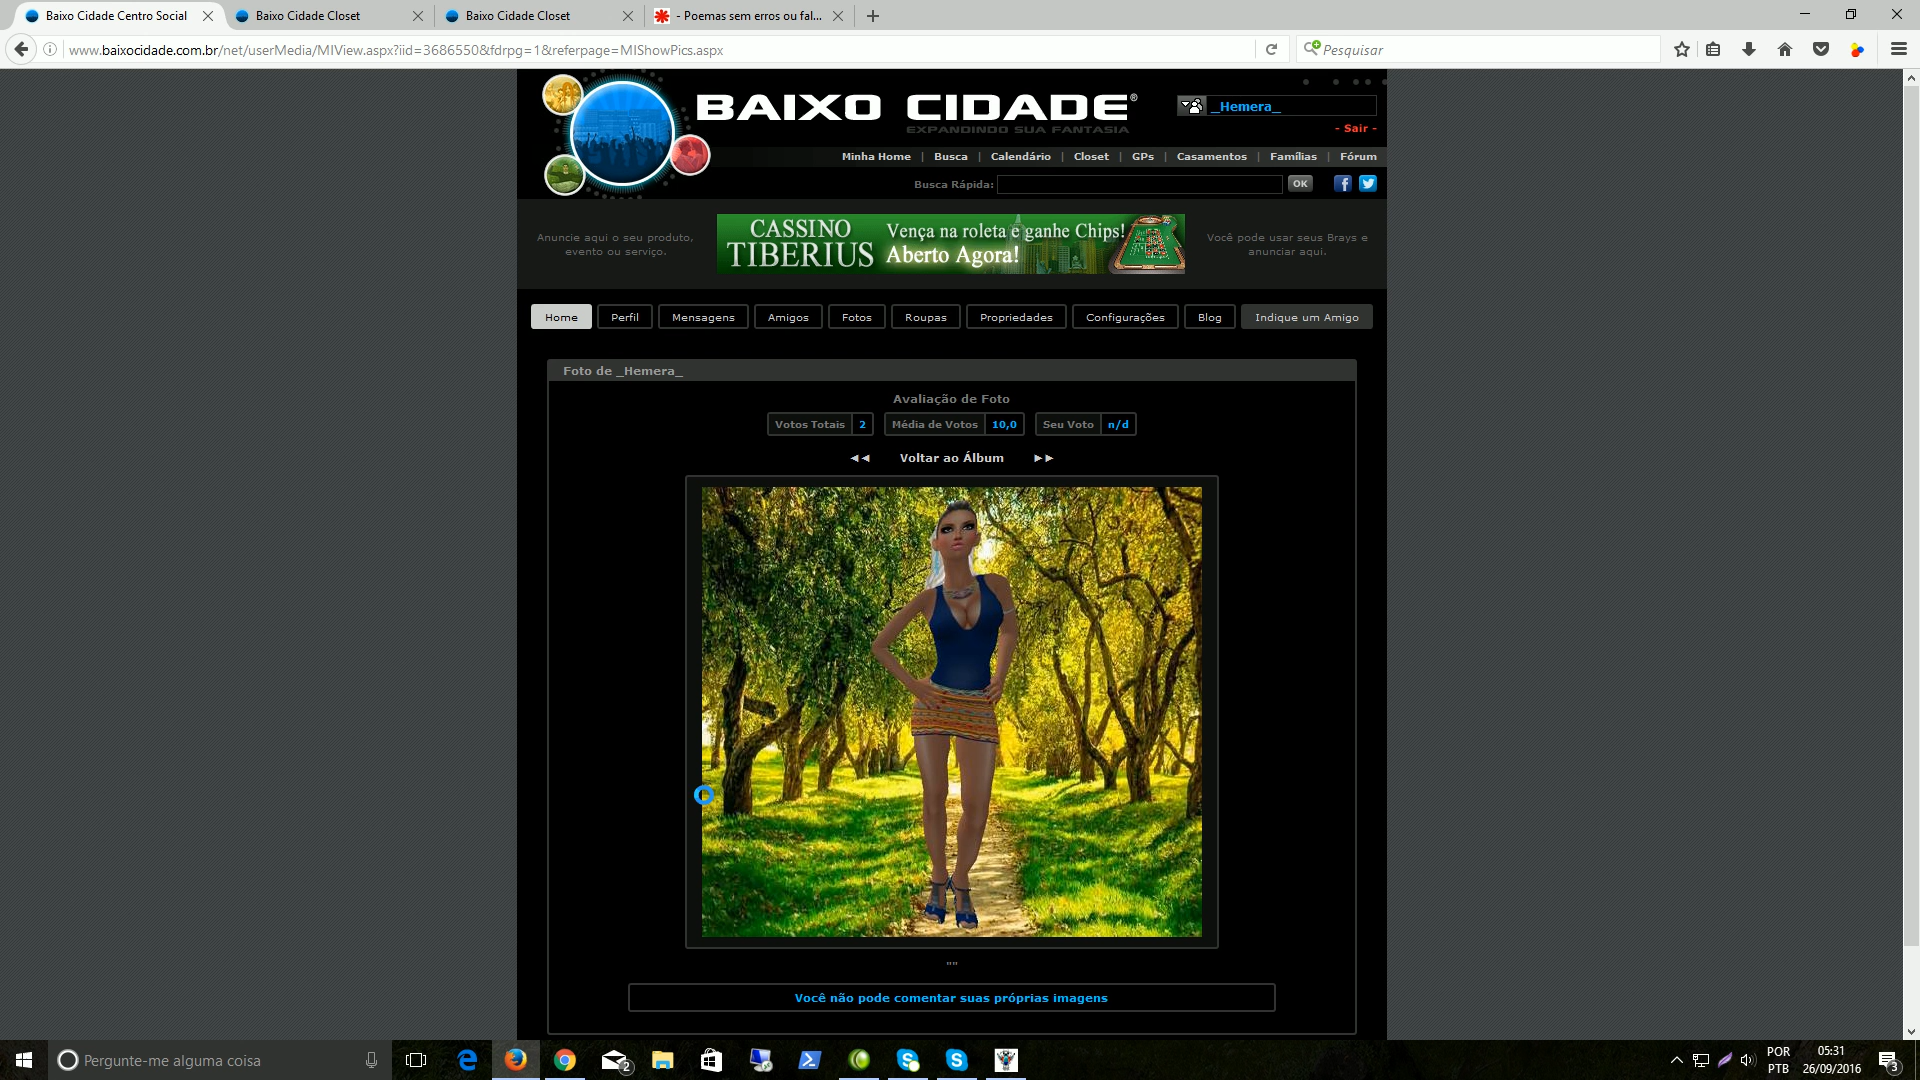 Baixo Cidade Centro Social
Baixo Cidade Closet
Baixo Cidade Closet
- Poemas sem erros ou fal...
www.baixocidade.com.br/net/userMedia/MIView.aspx?iid=3686550&fdrpg=1&referpage=MIShowPics.aspx
Pesquisar
BAIXO CIDADE®
EXPANDINDO SUA FANTASIA
_Hemera_
- Sair -
Minha Home | Busca | Calendário | Closet | GPs | Casamentos | Famílias | Fórum
Busca Rápida:
OK
Anuncie aqui o seu produto,
evento ou serviço.
CASSINO
TIBERIUS
Vença na roleta e ganhe Chips!
Aberto Agora!
Você pode usar seus Brays e
anunciar aqui.
Home
Perfil
Mensagens
Amigos
Fotos
Roupas
Propriedades
Configurações
Blog
Indique um Amigo
Foto de _Hemera_
Avaliação de Foto
Votos Totais 2
Média de Votos 10,0
Seu Voto n/d
◄◄ Voltar ao Álbum ►►
""
Você não pode comentar suas próprias imagens
Pergunte-me alguma coisa
2
POR
PTB
05:31
26/09/2016
3